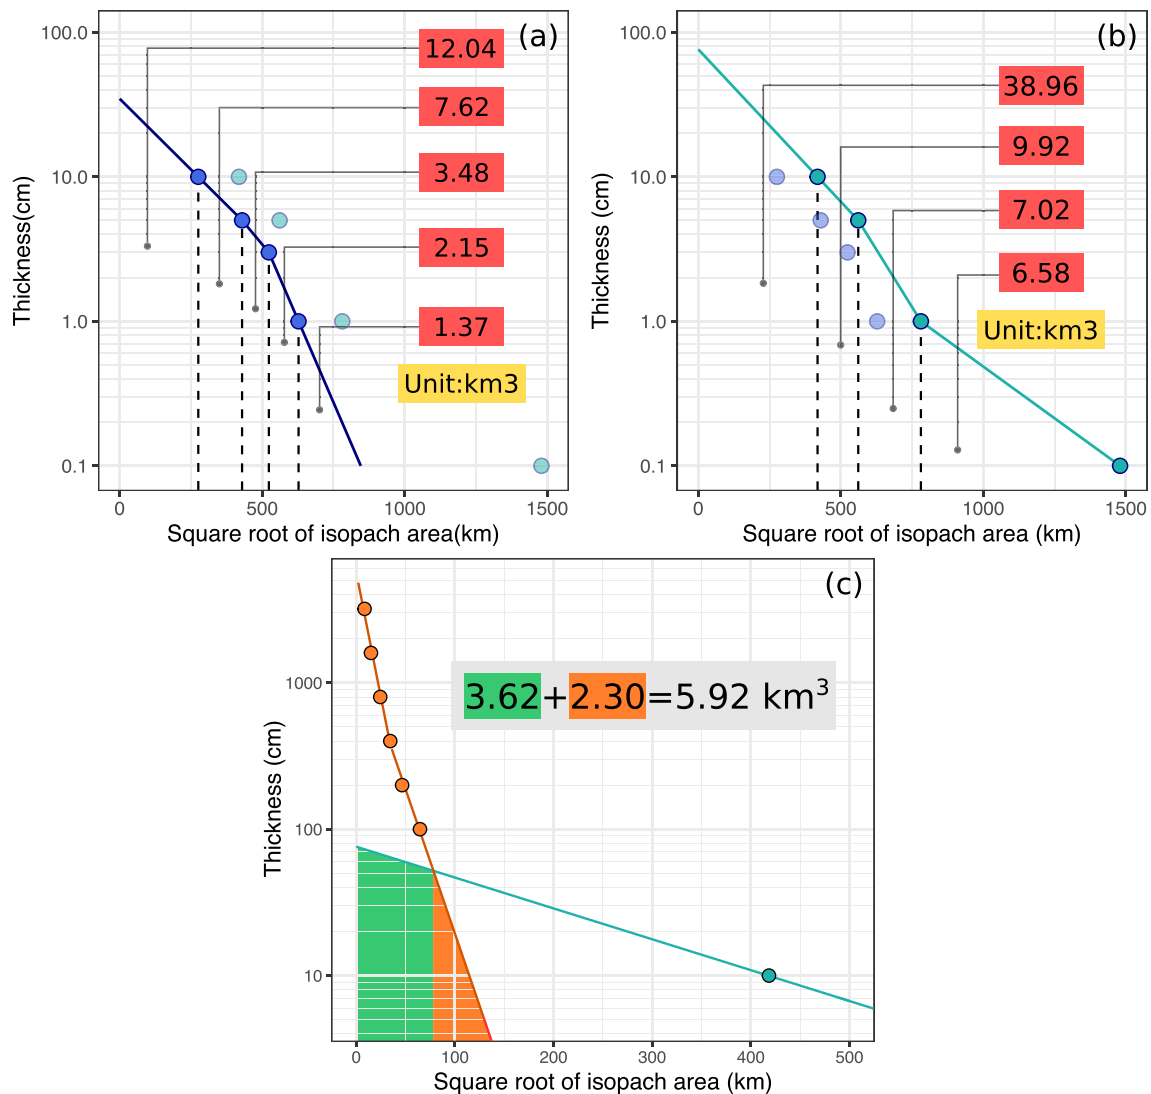 (a)
100.0
10.0
1.0
0.1
Thickness(cm)
12.04
7.62
3.48
2.15
1.37
Unit:km3
0 500 1000 1500
Square root of isopach area(km)
(b)
100.0
10.0
1.0
0.1
Thickness (cm)
38.96
9.92
7.02
6.58
Unit:km3
0 500 1000 1500
Square root of isopach area (km)
(c)
1000
100
10
Thickness (cm)
3.62+2.30=5.92 km³
0 100 200 300 400 500
Square root of isopach area (km)